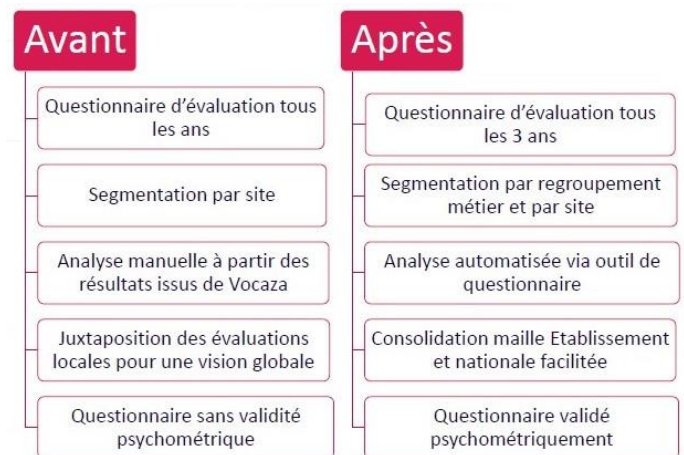 Avant
Questionnaire d'évaluation tous
les ans
Segmentation par site
Analyse manuelle à partir des
résultats issus de Vocaza
Juxtaposition des évaluations
locales pour une vision globale
Questionnaire sans validité
psychométrique
Après
Questionnaire d'évaluation tous
les 3 ans
Segmentation par regroupement
métier et par site
Analyse automatisée via outil de
questionnaire
Consolidation maille Etablissement
et nationale facilitée
Questionnaire validé
psychométriquement